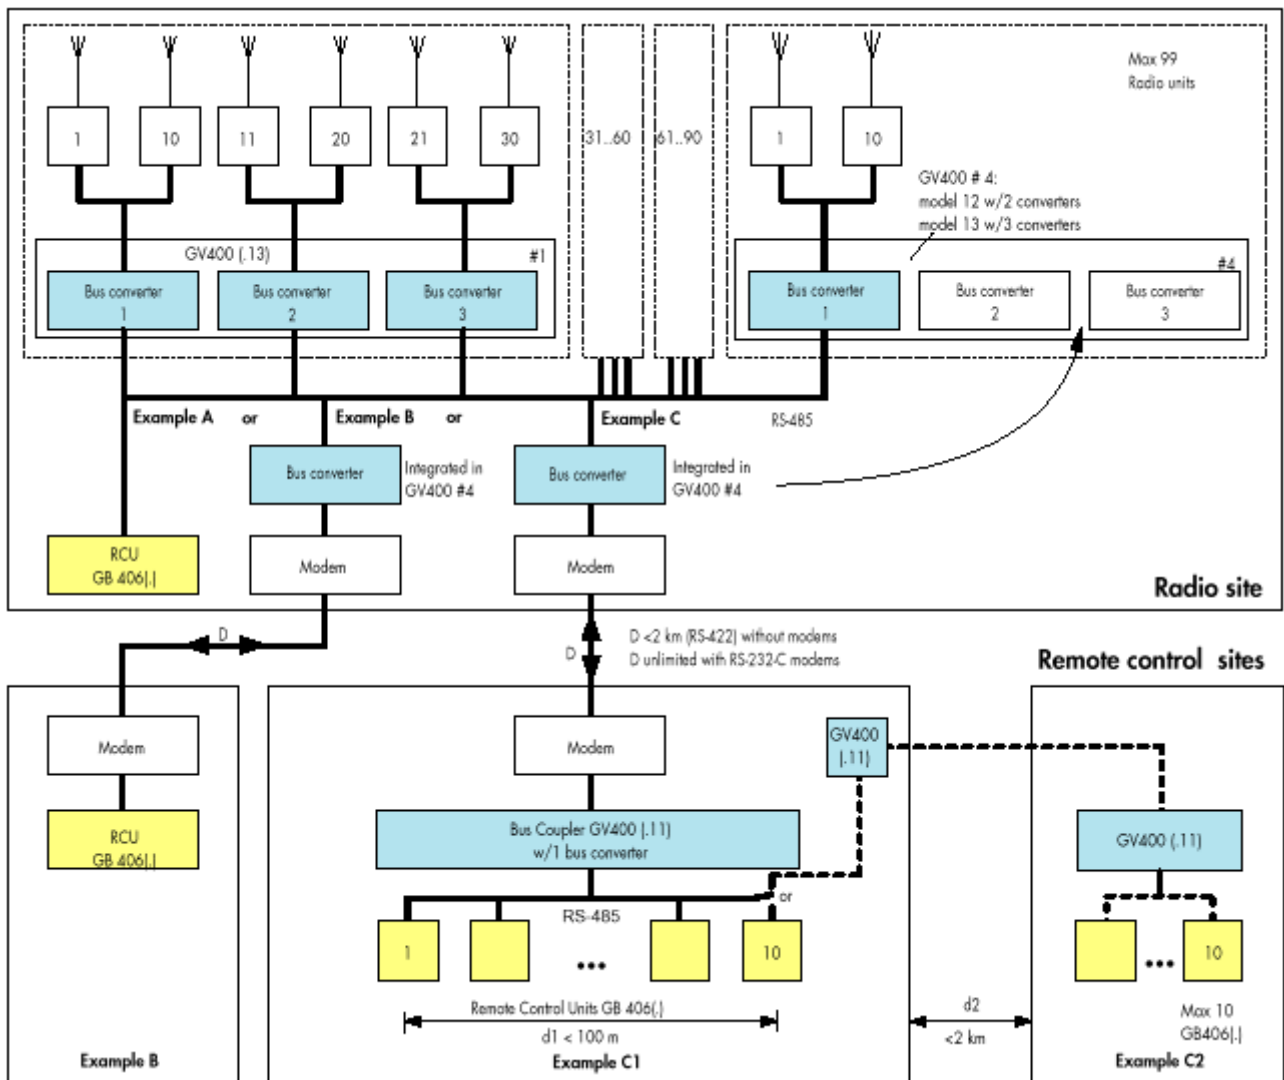 Max 99
Radio units
1
10
11
20
21
30
31..60
61..90
1
10
GV400 # 4:
model 12 w/2 converters
model 13 w/3 converters
GV400 (.13)
#1
#4
Bus converter
1
Bus converter
2
Bus converter
3
Bus converter
1
Bus converter
2
Bus converter
3
Example A
or
Example B
or
Example C
RS-485
Bus converter
Integrated in
GV400 #4
Bus converter
Integrated in
GV400 #4
RCU
GB 406(.)
Modem
Modem
Radio site
D
D
D <2 km (RS-422) without modems
D unlimited with RS-232-C modems
Remote control sites
Modem
RCU
GB 406(.)
Example B
Modem
GV400
(.11)
Bus Coupler GV400 (.11)
w/1 bus converter
GV400 (.11)
or
RS-485
1
...
10
...
10
Remote Control Units GB 406(.)
d1 < 100 m
Example C1
d2
<2 km
Max 10
GB406(.)
Example C2